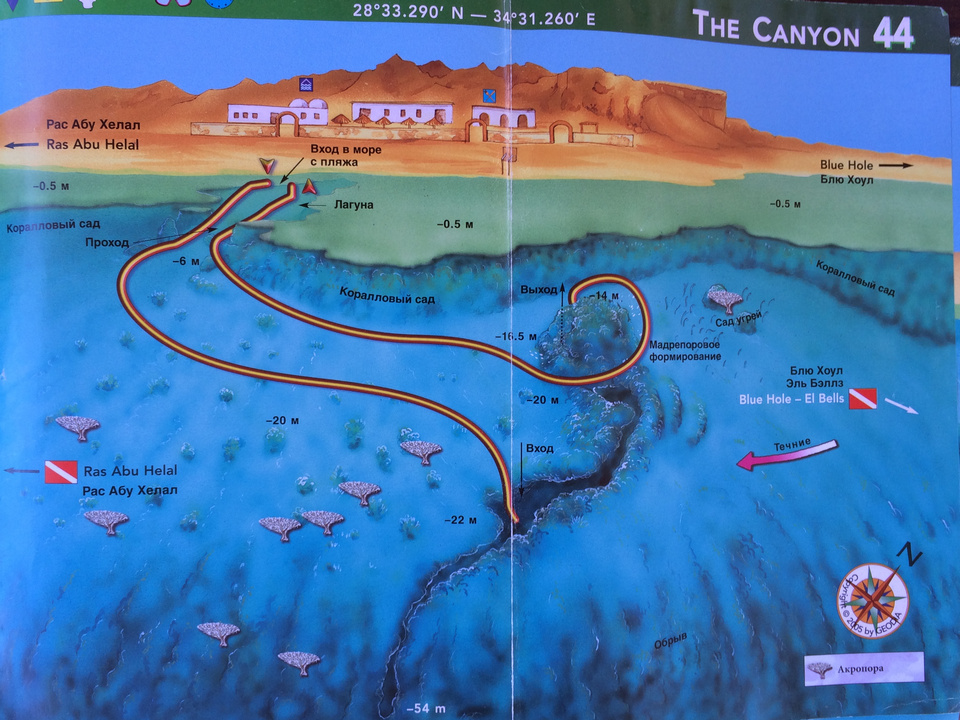 28°33.290' N — 34°31.260' E
THE CANYON 44
Рас Абу Хелал
Ras Abu Helal
Вход в море
с пляжа
Blue Hole
Блю Хоул
–0.5 м
Лагуна
–0.5 м
–0.5 м
Коралловый сад
Проход
–6 м
Коралловый сад
Коралловый сад
Выход
–14 м
Сад угрей
–16.5 м
Мадрепоровое
формирование
Блю Хоул
Эль Бэллз
Blue Hole – El Bells
–20 м
–20 м
Течние
Вход
Ras Abu Helal
Рас Абу Хелал
–22 м
N
Copyright © 2005 by GEODIA
Обрыв
Акропора
–54 m